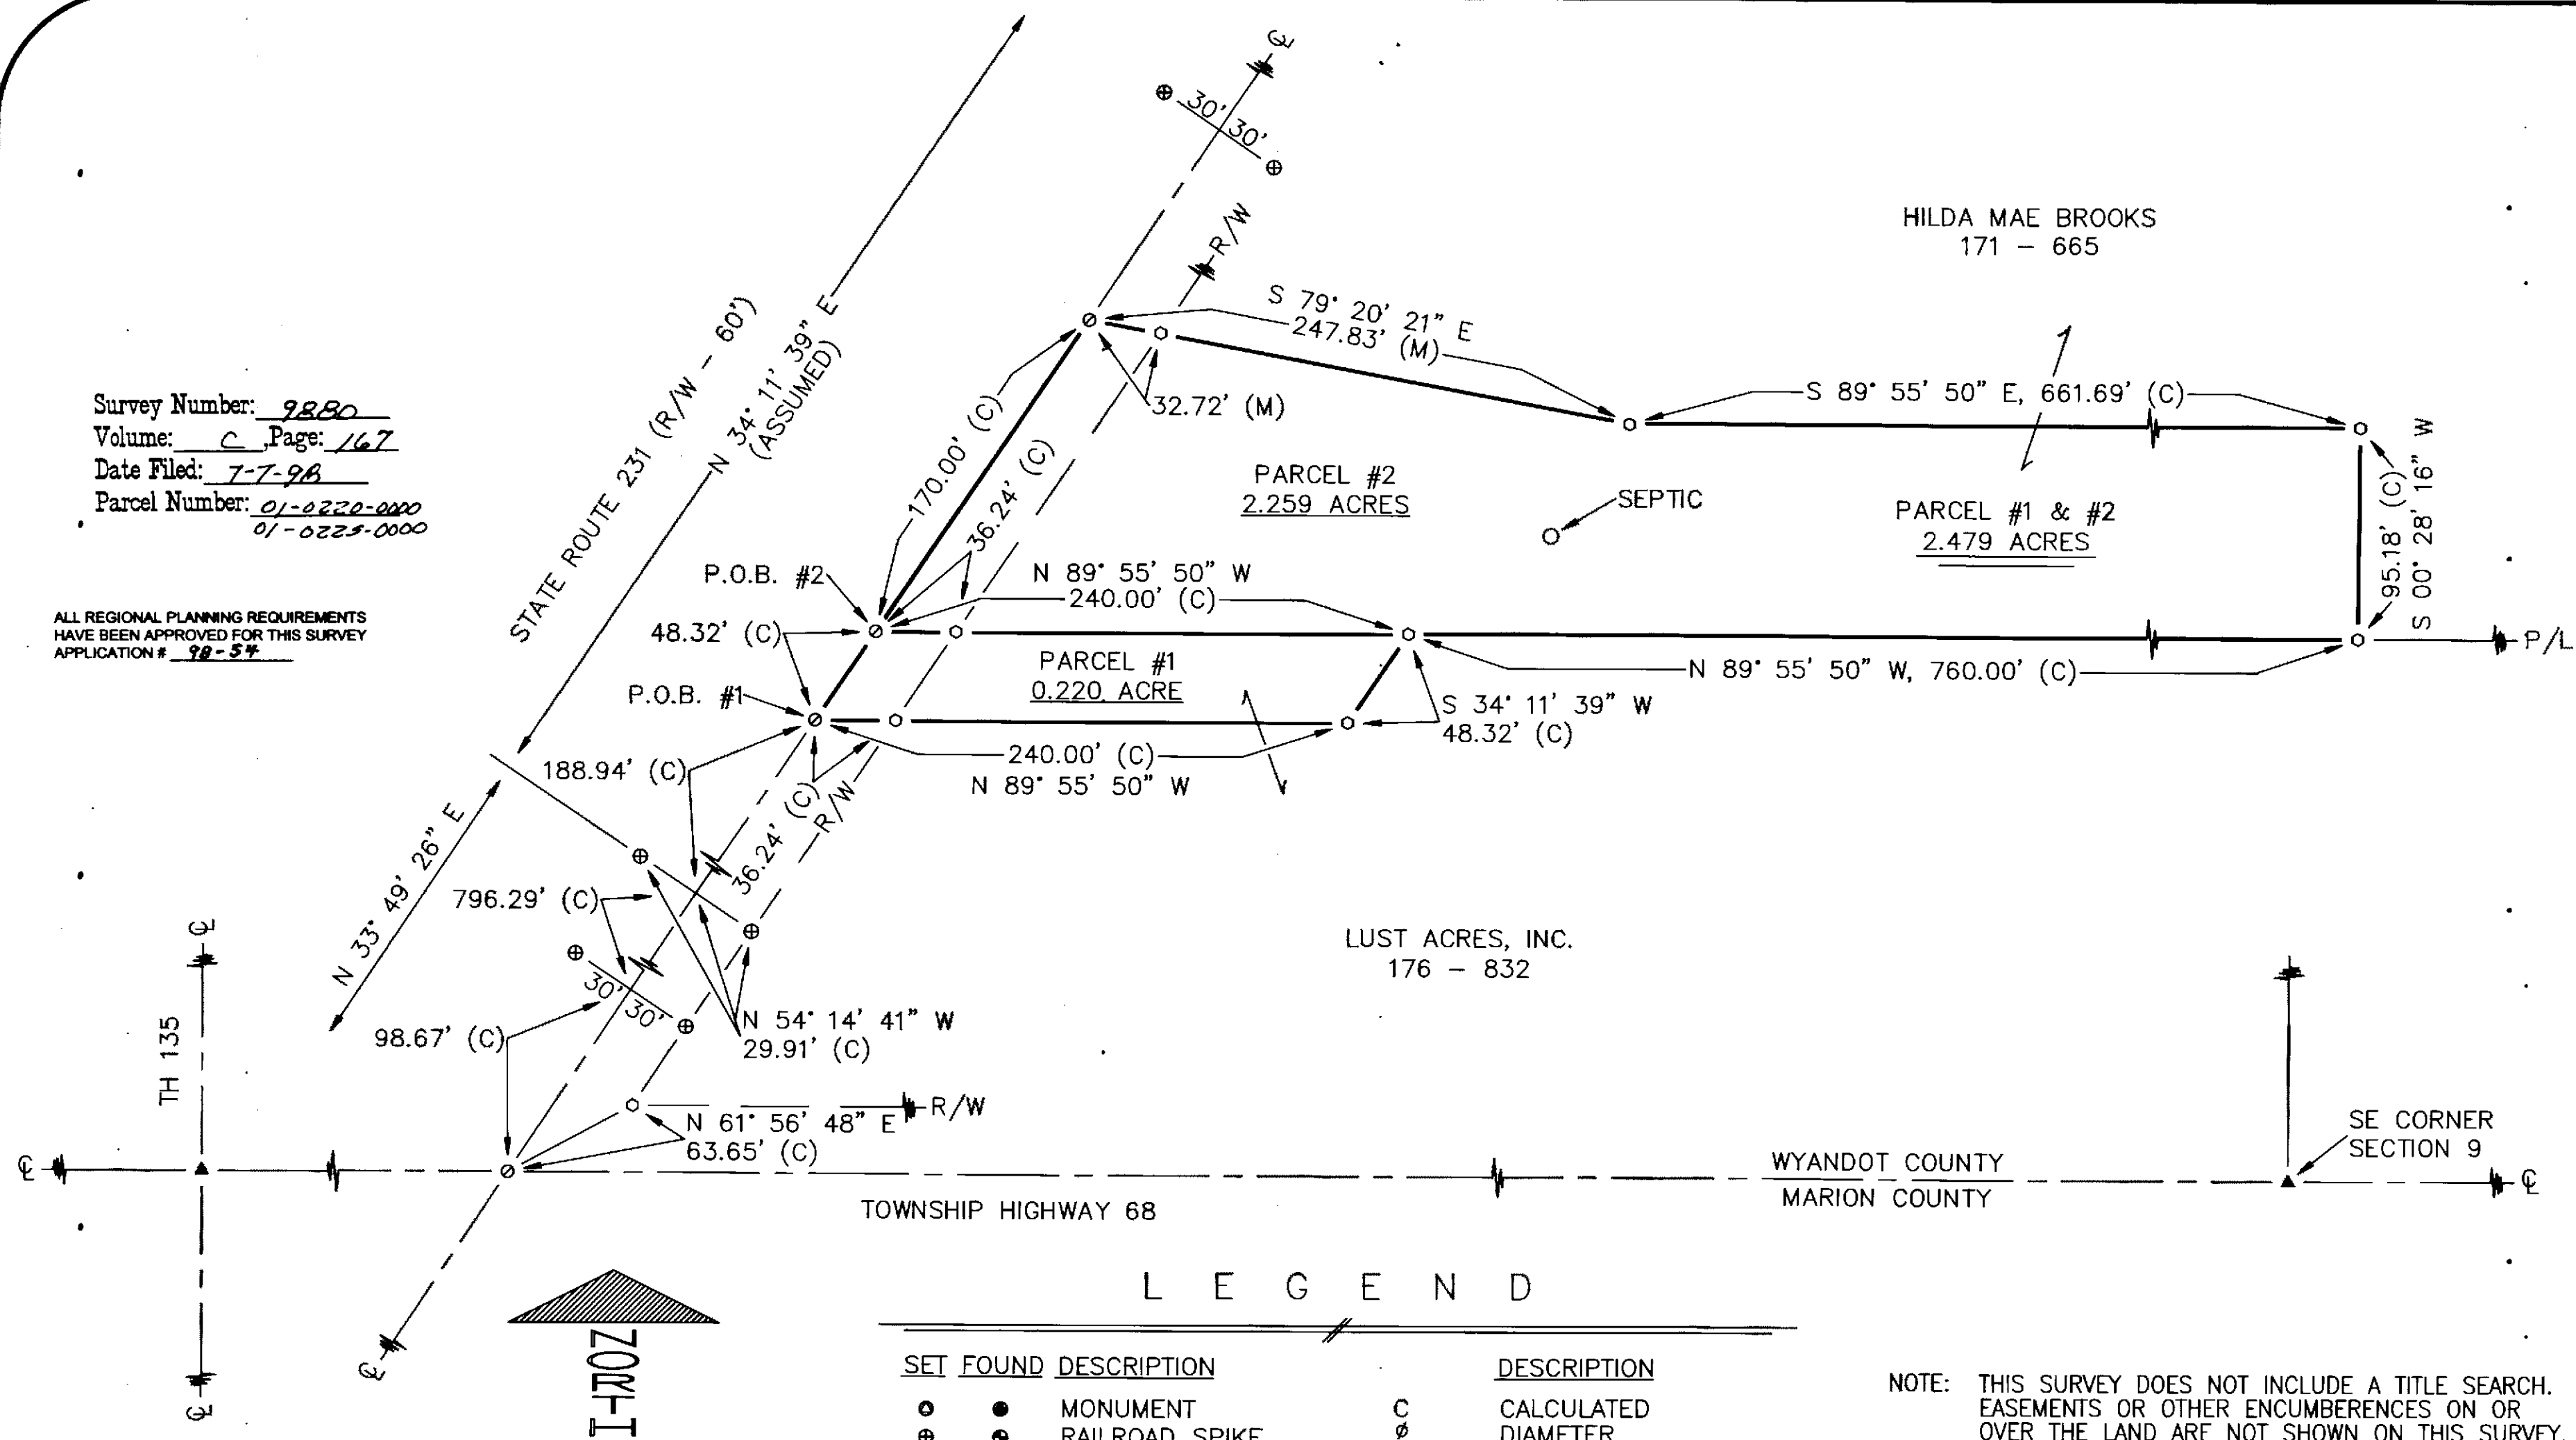 ℄
30' 30'
R/W
HILDA MAE BROOKS
171 – 665
S 79° 20' 21" E
247.83' (M)
STATE ROUTE 231 (R/W – 60')
N 34° 11' 39" E
(ASSUMED)
Survey Number: 9880
Volume: C ,Page: 167
Date Filed: 7-7-98
Parcel Number: 01-0220-0000
01-0225-0000
32.72' (M)
S 89° 55' 50" E, 661.69' (C)
170.00' (C)
36.24' (C)
PARCEL #2
2.259 ACRES
SEPTIC
PARCEL #1 & #2
2.479 ACRES
95.18' (C)
S 00° 28' 16" W
P.O.B. #2
N 89° 55' 50" W
240.00' (C)
ALL REGIONAL PLANNING REQUIREMENTS
HAVE BEEN APPROVED FOR THIS SURVEY
APPLICATION # 98-54
48.32' (C)
P/L
PARCEL #1
0.220 ACRE
N 89° 55' 50" W, 760.00' (C)
P.O.B. #1
S 34° 11' 39" W
48.32' (C)
240.00' (C)
N 89° 55' 50" W
188.94' (C)
36.24' (C)
R/W
N 33° 49' 26" E
796.29' (C)
LUST ACRES, INC.
176 – 832
℄
30' 30'
N 54° 14' 41" W
29.91' (C)
98.67' (C)
TH 135
R/W
N 61° 56' 48" E
63.65' (C)
SE CORNER
SECTION 9
℄
WYANDOT COUNTY
MARION COUNTY
℄
TOWNSHIP HIGHWAY 68
℄
℄
NORTH
LEGEND
SET FOUND DESCRIPTION DESCRIPTION
MONUMENT C CALCULATED
RAILROAD SPIKE ø DIAMETER
NOTE: THIS SURVEY DOES NOT INCLUDE A TITLE SEARCH.
EASEMENTS OR OTHER ENCUMBERENCES ON OR
OVER THE LAND ARE NOT SHOWN ON THIS SURVEY.